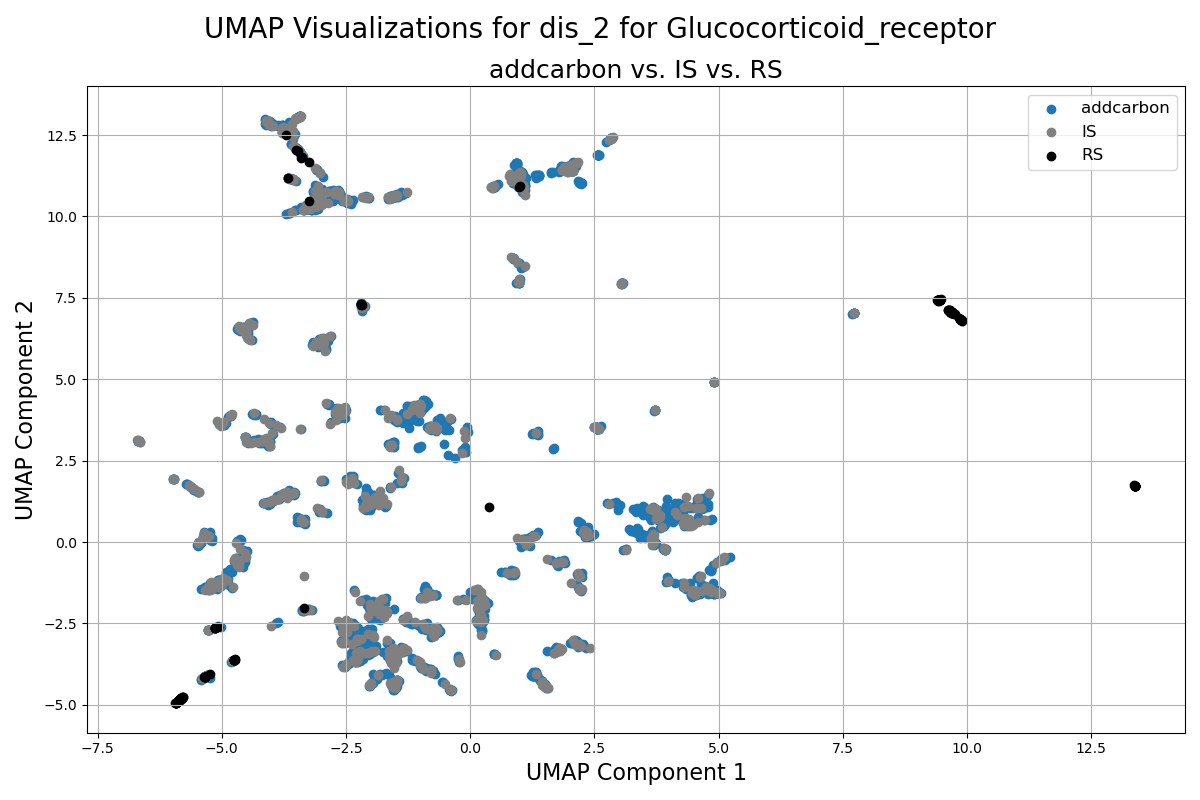 UMAP Visualizations for dis_2 for Glucocorticoid_receptor
addcarbon vs. IS vs. RS
addcarbon
IS
RS
12.5
10.0
7.5
5.0
2.5
0.0
−2.5
−5.0
UMAP Component 2
−7.5 −5.0 −2.5 0.0 2.5 5.0 7.5 10.0 12.5
UMAP Component 1